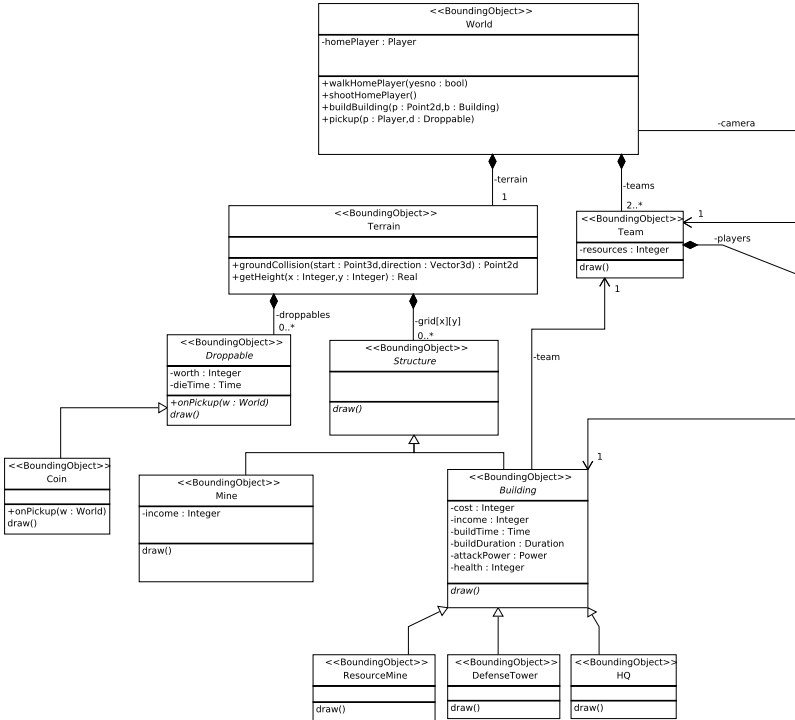 <<BoundingObject>>
World
-homePlayer : Player
+walkHomePlayer(yesno : bool)
+shootHomePlayer()
+buildBuilding(p : Point2d,b : Building)
+pickup(p : Player,d : Droppable)
-camera
-terrain
1
-teams
2..*
<<BoundingObject>>
Terrain
+groundCollision(start : Point3d,direction : Vector3d) : Point2d
+getHeight(x : Integer,y : Integer) : Real
<<BoundingObject>>
Team
-resources : Integer
draw()
1
-players
1
-droppables
0..*
-grid[x][y]
0..*
-team
<<BoundingObject>>
Droppable
-worth : Integer
-dieTime : Time
+onPickup(w : World)
draw()
<<BoundingObject>>
Structure
draw()
<<BoundingObject>>
Coin
+onPickup(w : World)
draw()
<<BoundingObject>>
Mine
-income : Integer
draw()
1
<<BoundingObject>>
Building
-cost : Integer
-income : Integer
-buildTime : Time
-buildDuration : Duration
-attackPower : Power
-health : Integer
draw()
<<BoundingObject>>
ResourceMine
draw()
<<BoundingObject>>
DefenseTower
draw()
<<BoundingObject>>
HQ
draw()